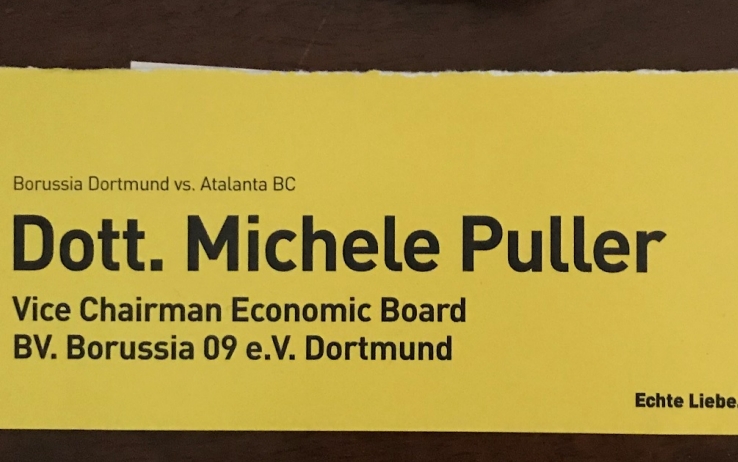 Borussia Dortmund vs. Atalanta BC
Dott. Michele Puller
Vice Chairman Economic Board
BV. Borussia 09 e.V. Dortmund
Echte Liebe.